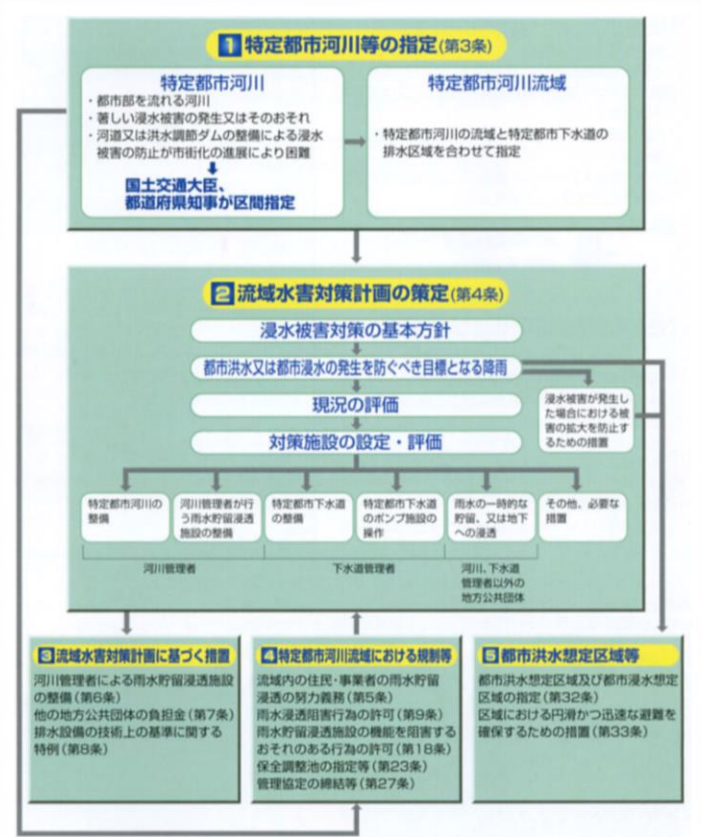 1 特定都市河川等の指定(第3条)
特定都市河川
・都市部を流れる河川
・著しい浸水被害の発生又はそのおそれ
・河道又は洪水調節ダムの整備による浸水
被害の防止が市街化の進展により困難
国土交通大臣、
都道府県知事が区間指定
特定都市河川流域
・特定都市河川の流域と特定都市下水道の
排水区域を合わせて指定
2 流域水害対策計画の策定(第4条)
浸水被害対策の基本方針
都市洪水又は都市浸水の発生を防ぐべき目標となる降雨
現況の評価
対策施設の設定・評価
浸水被害が発生し
た場合における被
害の拡大を防止す
るための措置
特定都市河川の
整備
河川管理者が行
う雨水貯留浸透
施設の整備
特定都市下水道
の整備
特定都市下水道
のポンプ施設の
操作
雨水の一時的な
貯留、又は地下
への浸透
その他、必要な
措置
河川管理者
下水道管理者
河川、下水道
管理者以外の
地方公共団体
3 流域水害対策計画に基づく措置
河川管理者による雨水貯留浸透施設
の整備(第6条)
他の地方公共団体の負担金(第7条)
排水設備の技術上の基準に関する
特例(第8条)
4 特定都市河川流域における規制等
流域内の住民・事業者の雨水貯留
浸透の努力義務(第5条)
雨水浸透阻害行為の許可(第9条)
雨水貯留浸透施設の機能を阻害する
おそれのある行為の許可(第18条)
保全調整池の指定等(第23条)
管理協定の締結等(第27条)
5 都市洪水想定区域等
都市洪水想定区域及び都市浸水想定
区域の指定(第32条)
区域における円滑かつ迅速な避難を
確保するための措置(第33条)